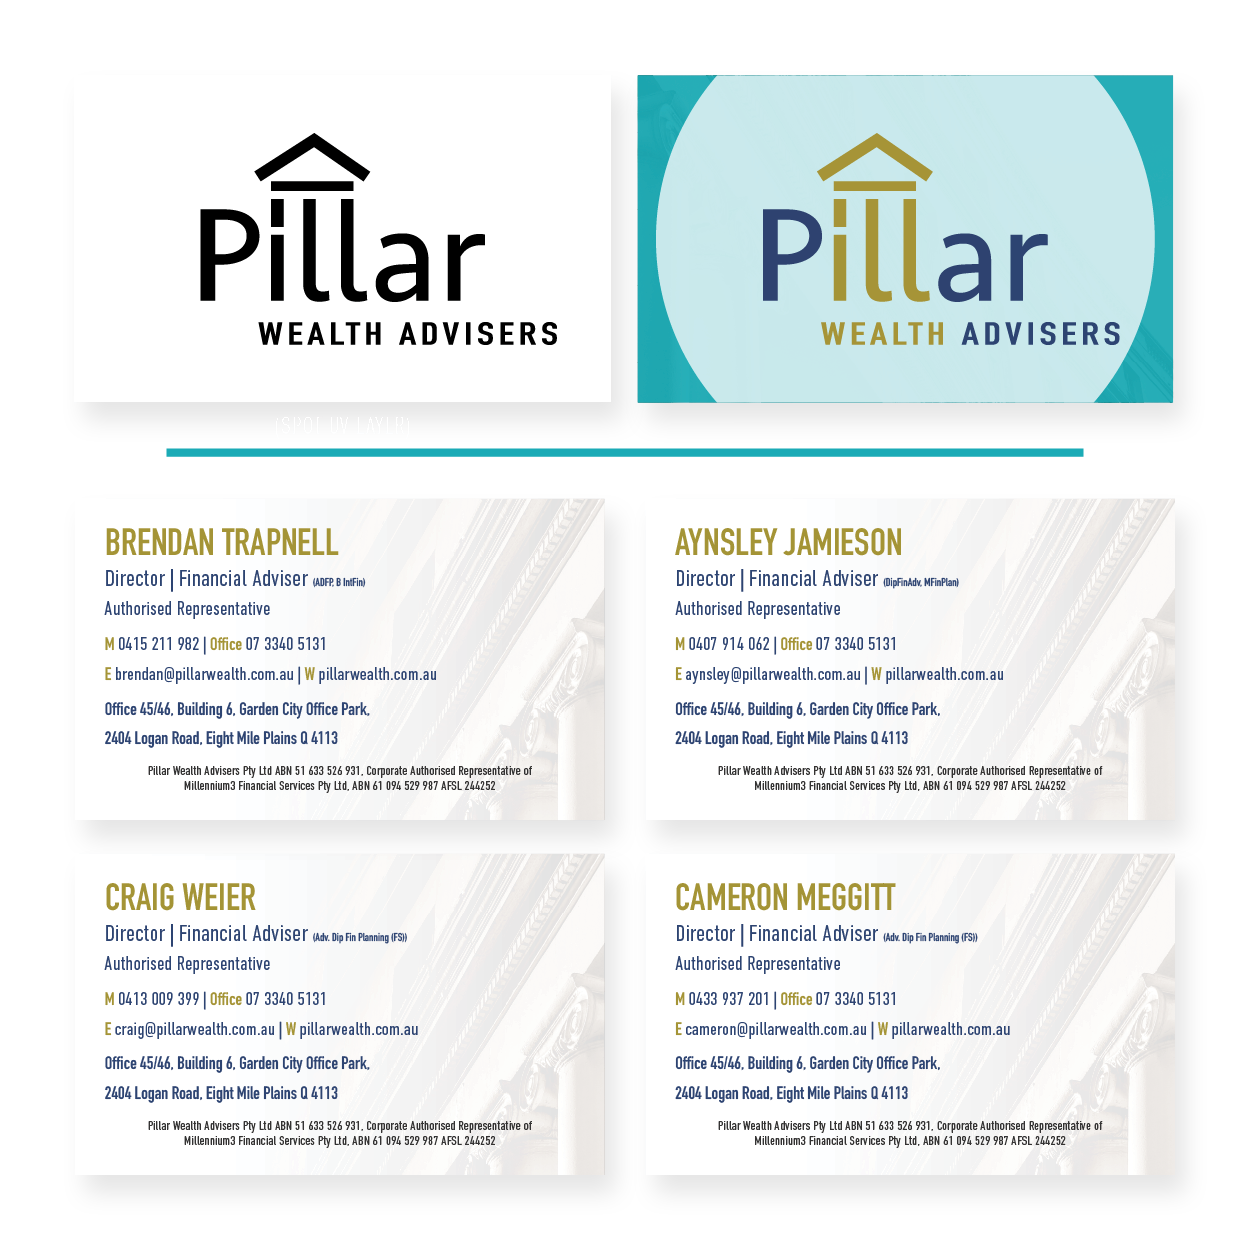 Pillar
WEALTH ADVISERS
Pillar
WEALTH ADVISERS
(SPOT UV LAYER)
BRENDAN TRAPNELL
Director | Financial Adviser (ADFP, B IntFin)
Authorised Representative
M 0415 211 982 | Office 07 3340 5131
E brendan@pillarwealth.com.au | W pillarwealth.com.au
Office 45/46, Building 6, Garden City Office Park,
2404 Logan Road, Eight Mile Plains Q 4113
Pillar Wealth Advisers Pty Ltd ABN 51 633 526 931, Corporate Authorised Representative of
Millennium3 Financial Services Pty Ltd, ABN 61 094 529 987 AFSL 244252
AYNSLEY JAMIESON
Director | Financial Adviser (DipFinAdv, MFinPlan)
Authorised Representative
M 0407 914 062 | Office 07 3340 5131
E aynsley@pillarwealth.com.au | W pillarwealth.com.au
Office 45/46, Building 6, Garden City Office Park,
2404 Logan Road, Eight Mile Plains Q 4113
Pillar Wealth Advisers Pty Ltd ABN 51 633 526 931, Corporate Authorised Representative of
Millennium3 Financial Services Pty Ltd, ABN 61 094 529 987 AFSL 244252
CRAIG WEIER
Director | Financial Adviser (Adv. Dip Fin Planning (FS))
Authorised Representative
M 0413 009 399 | Office 07 3340 5131
E craig@pillarwealth.com.au | W pillarwealth.com.au
Office 45/46, Building 6, Garden City Office Park,
2404 Logan Road, Eight Mile Plains Q 4113
Pillar Wealth Advisers Pty Ltd ABN 51 633 526 931, Corporate Authorised Representative of
Millennium3 Financial Services Pty Ltd, ABN 61 094 529 987 AFSL 244252
CAMERON MEGGITT
Director | Financial Adviser (Adv. Dip Fin Planning (FS))
Authorised Representative
M 0433 937 201 | Office 07 3340 5131
E cameron@pillarwealth.com.au | W pillarwealth.com.au
Office 45/46, Building 6, Garden City Office Park,
2404 Logan Road, Eight Mile Plains Q 4113
Pillar Wealth Advisers Pty Ltd ABN 51 633 526 931, Corporate Authorised Representative of
Millennium3 Financial Services Pty Ltd, ABN 61 094 529 987 AFSL 244252